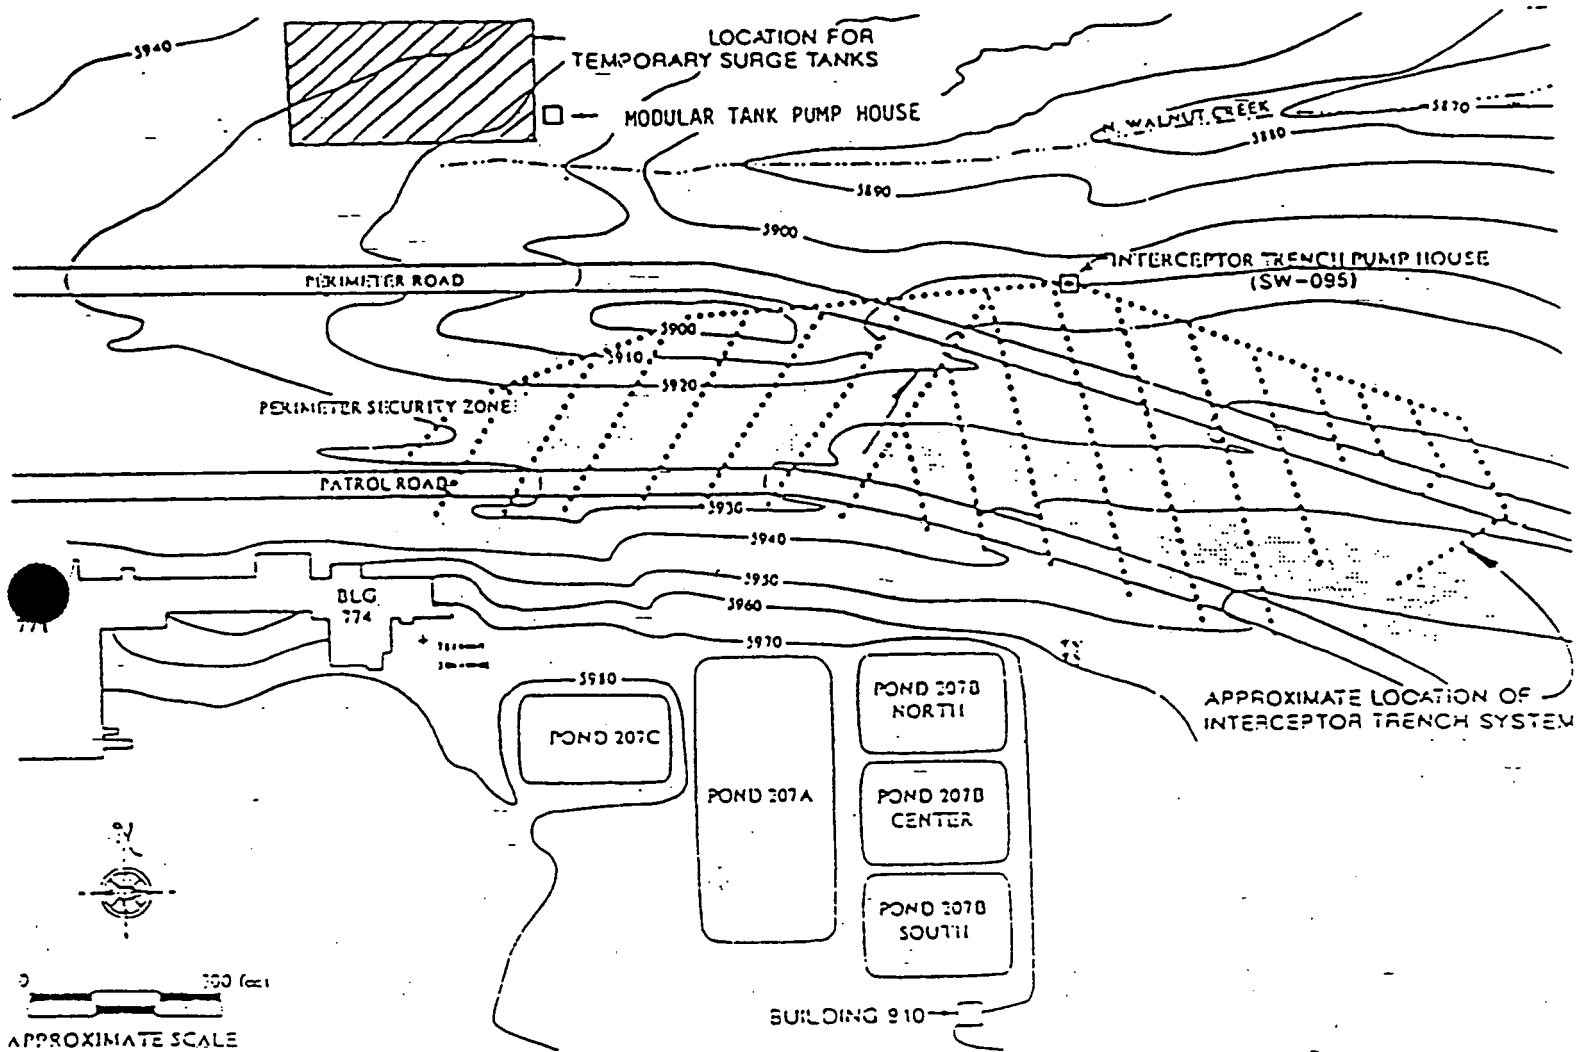 5940
LOCATION FOR
TEMPORARY SURGE TANKS
MODULAR TANK PUMP HOUSE
N. WALNUT CREEK
5870
5880
5890
5900
INTERCEPTOR TRENCH PUMP HOUSE
(SW-095)
PERIMETER ROAD
5900
5910
5920
PERIMETER SECURITY ZONE
PATROL ROAD
5930
5940
5950
5960
5970
BLG
774
771
5980
POND 207C
POND 207A
POND 207B
NORTH
POND 207B
CENTER
POND 207B
SOUTH
APPROXIMATE LOCATION OF
INTERCEPTOR TRENCH SYSTEM
BUILDING 910
N
0
feet
APPROXIMATE SCALE